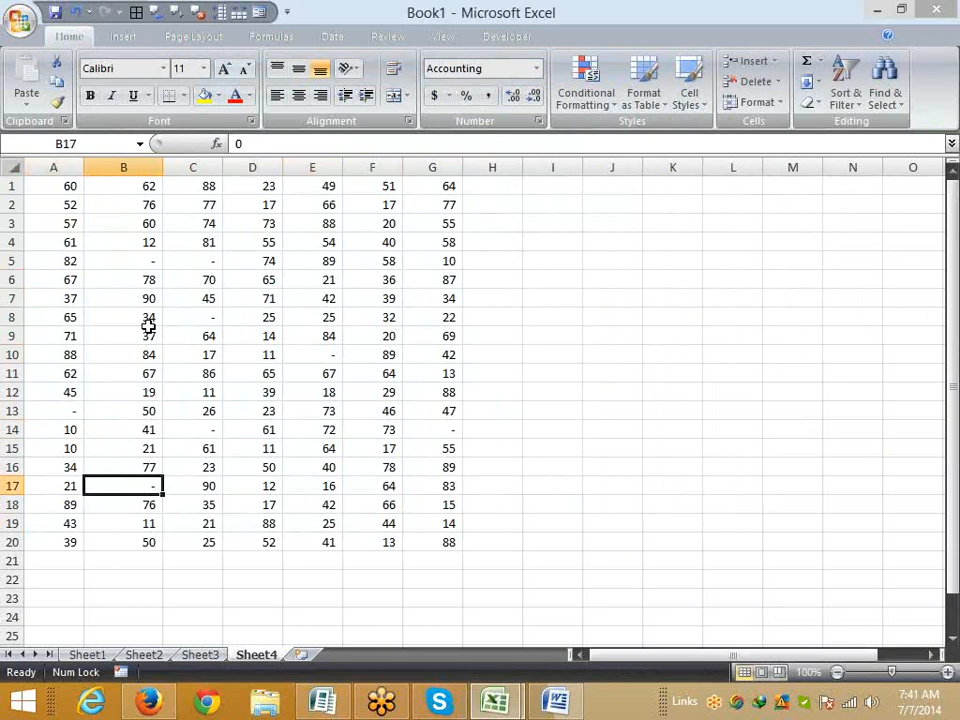 Book1 - Microsoft Excel
Home Insert Page Layout Formulas Data Review View Developer
Paste
Calibri 11 A A
B I U A
Accounting
$ % ,
Conditional Formatting
Format as Table
Cell Styles
Insert
Delete
Format
Σ
Sort & Filter
Find & Select
Clipboard Font Alignment Number Styles Cells Editing
B17 fx 0
A B C D E F G H I J K L M N O
1 60 62 88 23 49 51 64
2 52 76 77 17 66 17 77
3 57 60 74 73 88 20 55
4 61 12 81 55 54 40 58
5 82 - - 74 89 58 10
6 67 78 70 65 21 36 87
7 37 90 45 71 42 39 34
8 65 34 - 25 25 32 22
9 71 37 64 14 84 20 69
10 88 84 17 11 - 89 42
11 62 67 86 65 67 64 13
12 45 19 11 39 18 29 88
13 - 50 26 23 73 46 47
14 10 41 - 61 72 73 -
15 10 21 61 11 64 17 55
16 34 77 23 50 40 78 89
17 21 - 90 12 16 64 83
18 89 76 35 17 42 66 15
19 43 11 21 88 25 44 14
20 39 50 25 52 41 13 88
21
22
23
24
25
Sheet1 Sheet2 Sheet3 Sheet4
Ready Num Lock 100%
Links 7:41 AM
7/7/2014